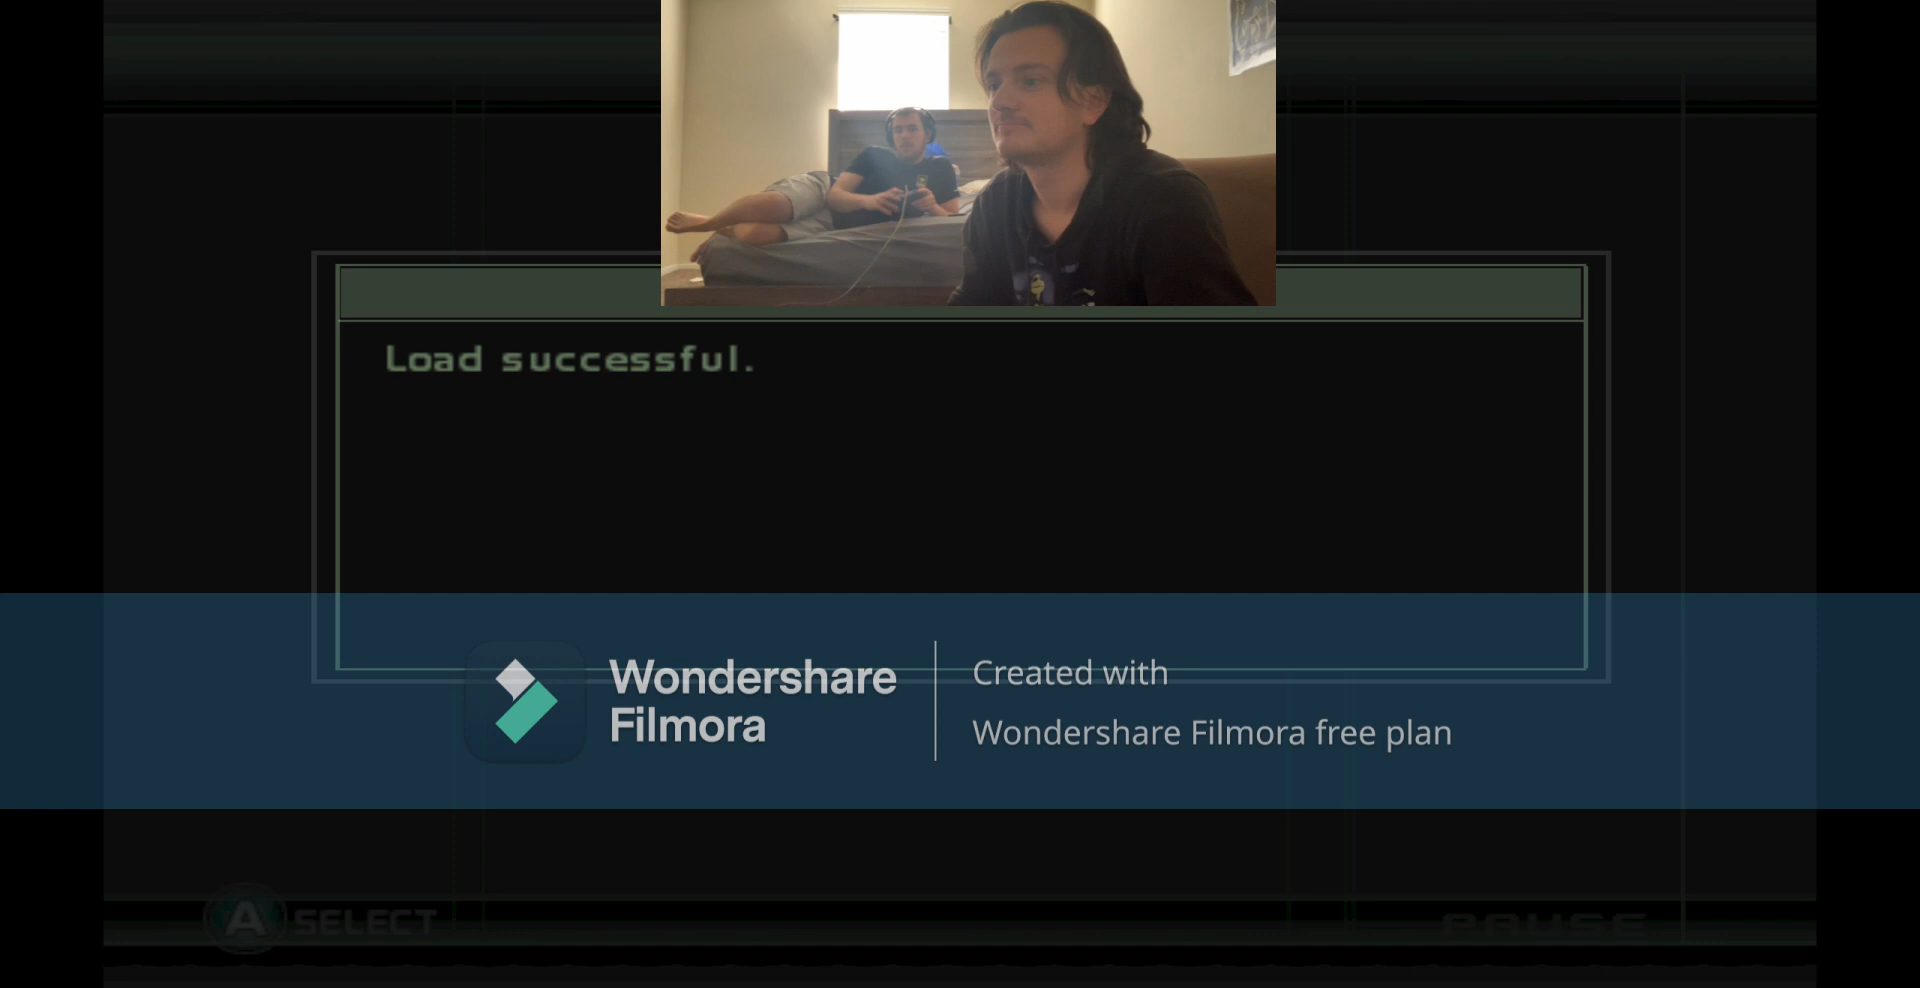 Load successful.
Wondershare
Filmora
Created with
Wondershare Filmora free plan
A SELECT
PAUSE